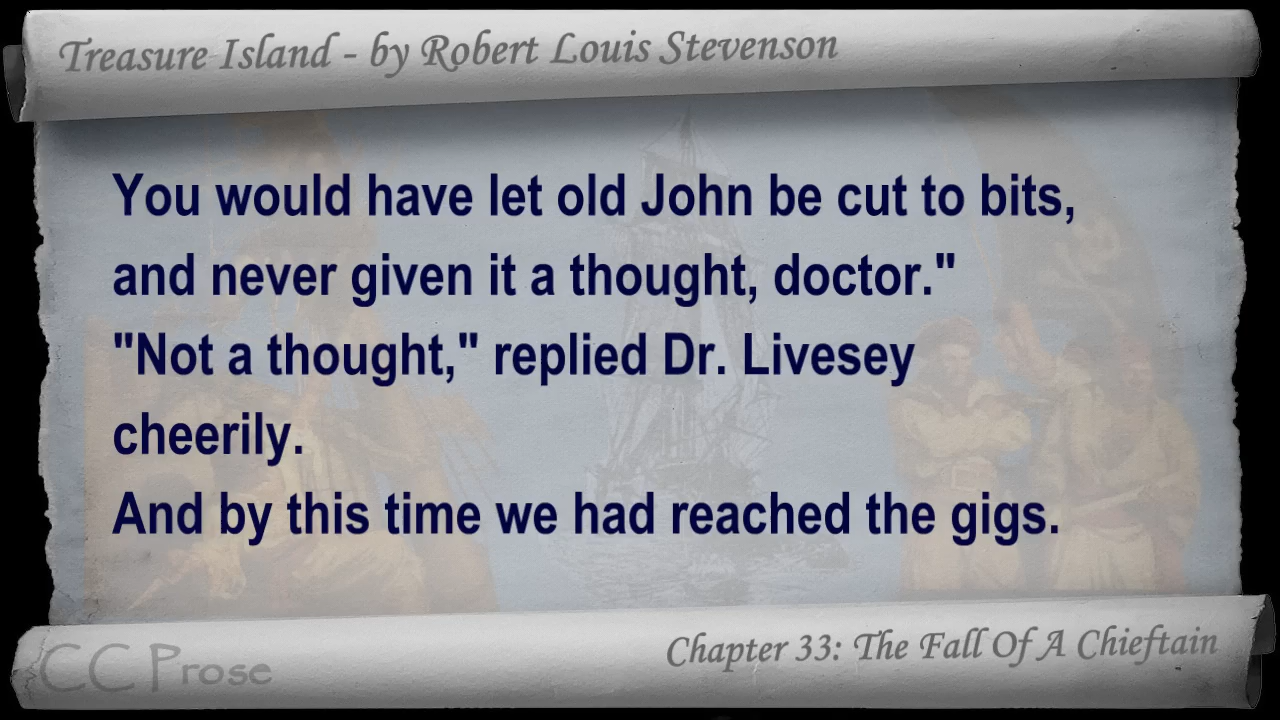 Treasure Island - by Robert Louis Stevenson
You would have let old John be cut to bits,
and never given it a thought, doctor."
"Not a thought," replied Dr. Livesey
cheerily.
And by this time we had reached the gigs.
CC Prose
Chapter 33: The Fall Of A Chieftain